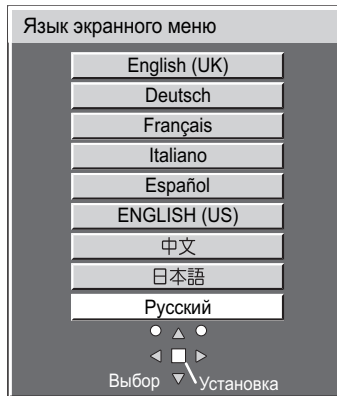 Язык экранного меню
English (UK)
Deutsch
Français
Italiano
Español
ENGLISH (US)
中文
日本語
Русский
Выбор Установка